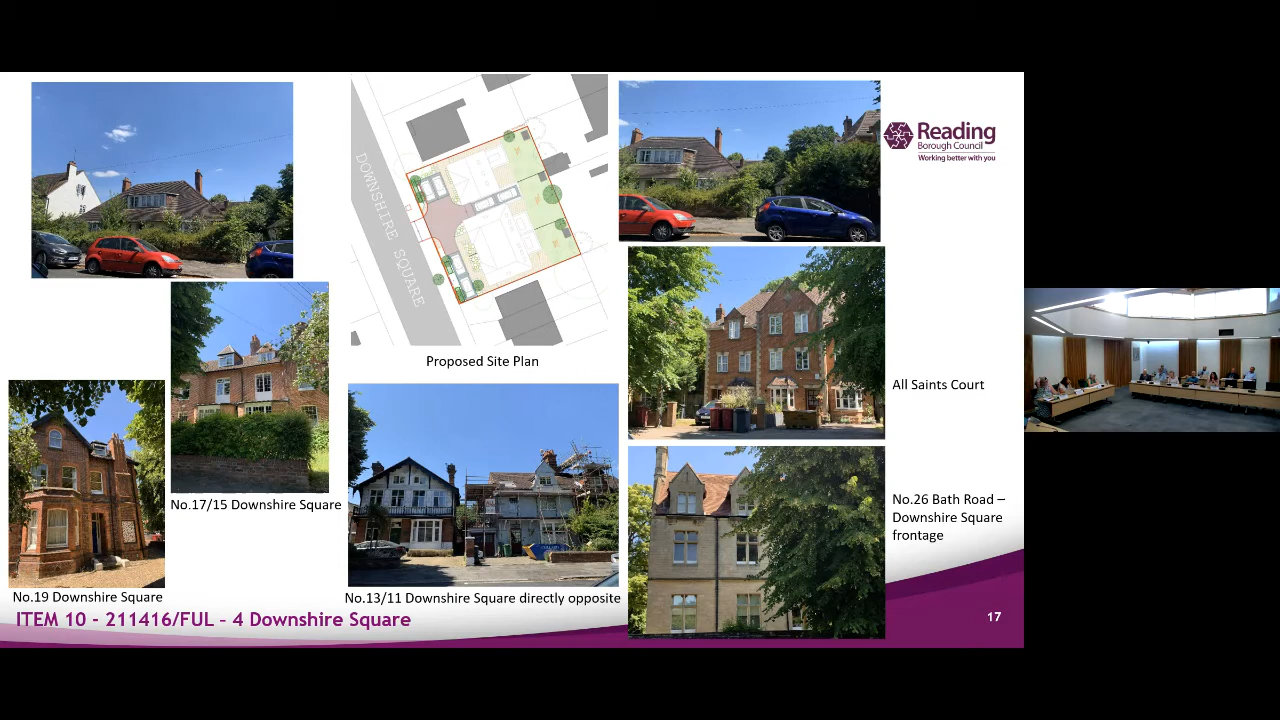 Reading
Borough Council
Working better with you
DOWNSHIRE SQUARE
Proposed Site Plan
All Saints Court
No.17/15 Downshire Square
No.26 Bath Road –
Downshire Square
frontage
No.19 Downshire Square
No.13/11 Downshire Square directly opposite
ITEM 10 - 211416/FUL – 4 Downshire Square
17